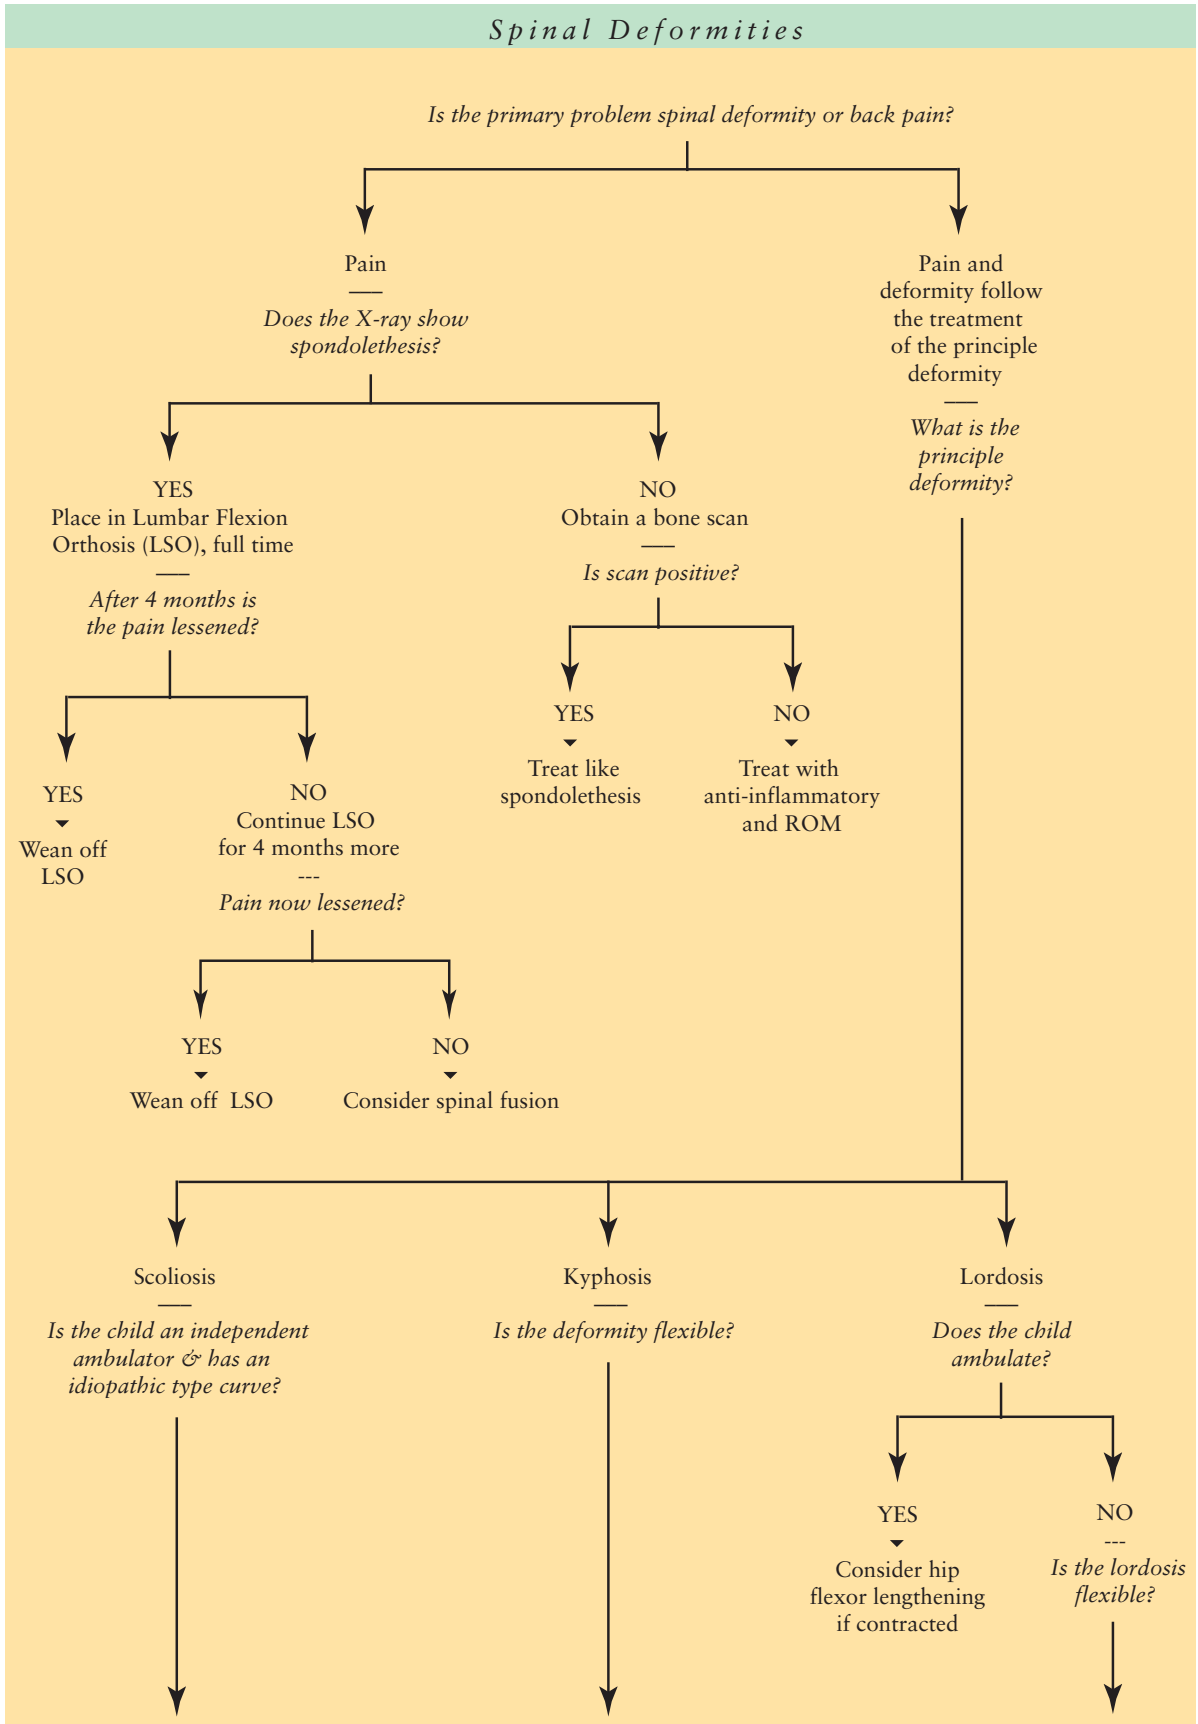 Spinal Deformities
Is the primary problem spinal deformity or back pain?
Pain
Does the X-ray show
spondolethesis?
Pain and
deformity follow
the treatment
of the principle
deformity
What is the
principle
deformity?
YES
Place in Lumbar Flexion
Orthosis (LSO), full time
After 4 months is
the pain lessened?
NO
Obtain a bone scan
Is scan positive?
YES
Treat like
spondolethesis
NO
Treat with
anti-inflammatory
and ROM
YES
Wean off
LSO
NO
Continue LSO
for 4 months more
---
Pain now lessened?
YES
Wean off LSO
NO
Consider spinal fusion
Scoliosis
Is the child an independent
ambulator & has an
idiopathic type curve?
Kyphosis
Is the deformity flexible?
Lordosis
Does the child
ambulate?
YES
Consider hip
flexor lengthening
if contracted
NO
---
Is the lordosis
flexible?